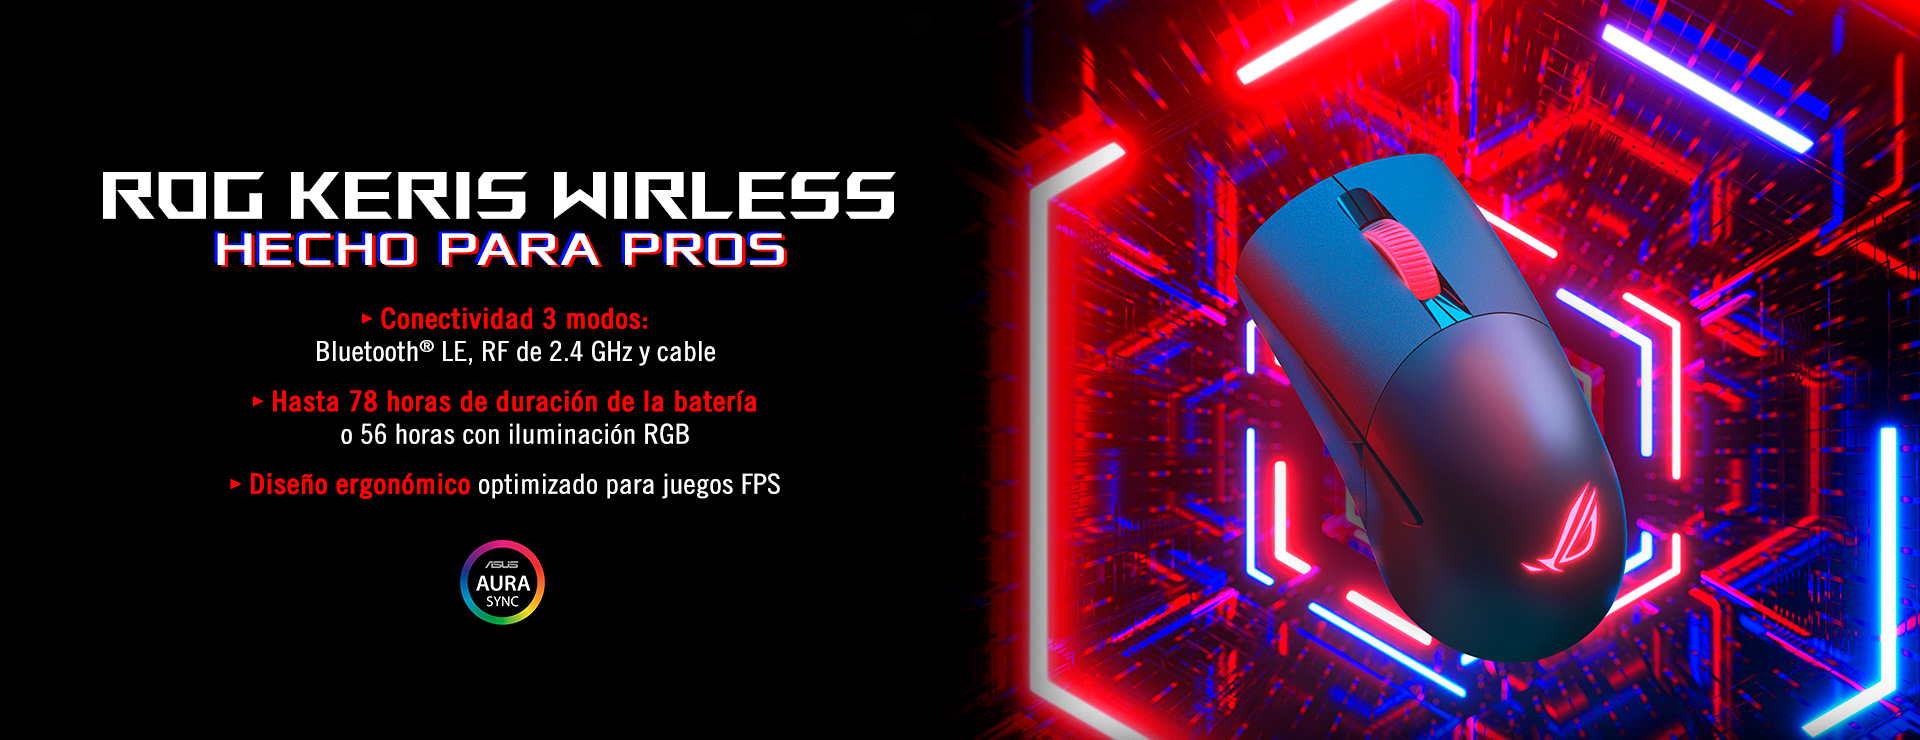 ROG KERIS WIRLESS
HECHO PARA PROS
▸ Conectividad 3 modos:
Bluetooth® LE, RF de 2.4 GHz y cable
▸ Hasta 78 horas de duración de la batería
o 56 horas con iluminación RGB
▸ Diseño ergonómico optimizado para juegos FPS
ASUS
AURA
SYNC